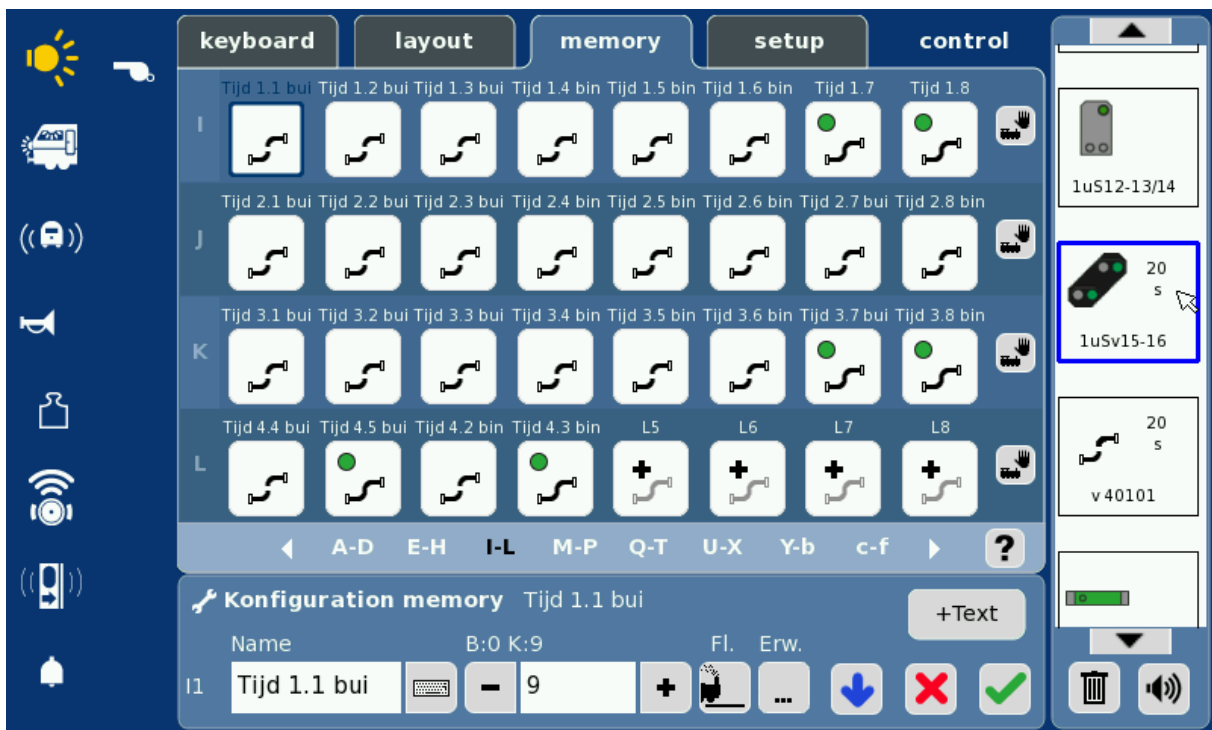 keyboard layout memory setup control
Tijd 1.1 bui Tijd 1.2 bui Tijd 1.3 bui Tijd 1.4 bin Tijd 1.5 bin Tijd 1.6 bin Tijd 1.7 Tijd 1.8
I
Tijd 2.1 bui Tijd 2.2 bui Tijd 2.3 bui Tijd 2.4 bin Tijd 2.5 bin Tijd 2.6 bin Tijd 2.7 bui Tijd 2.8 bin
J
Tijd 3.1 bui Tijd 3.2 bui Tijd 3.3 bui Tijd 3.4 bin Tijd 3.5 bin Tijd 3.6 bin Tijd 3.7 bui Tijd 3.8 bin
K
Tijd 4.4 bui Tijd 4.5 bui Tijd 4.2 bin Tijd 4.3 bin L5 L6 L7 L8
L
A-D E-H I-L M-P Q-T U-X Y-b c-f ?
Konfiguration memory Tijd 1.1 bui
+Text
Name B:0 K:9 Fl. Erw.
I1 Tijd 1.1 bui 9 ...
1uS12-13/14
20
s
1uSv15-16
20
s
v 40101